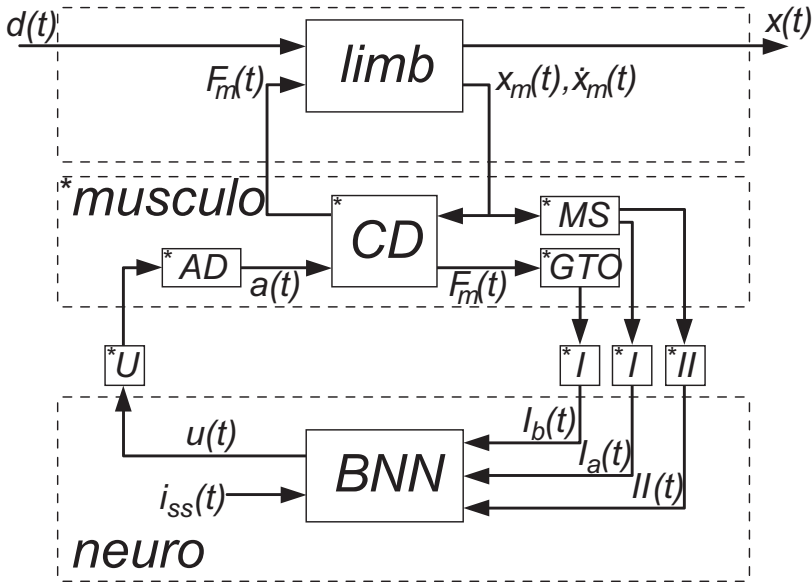 d(t)
x(t)
limb
F_m(t)
x_m(t), ẋ_m(t)
*musculo
*
CD
*MS
*AD
a(t)
F_m(t)
*GTO
*U
*I
*I
*II
u(t)
I_b(t)
I_a(t)
II(t)
BNN
i_ss(t)
neuro